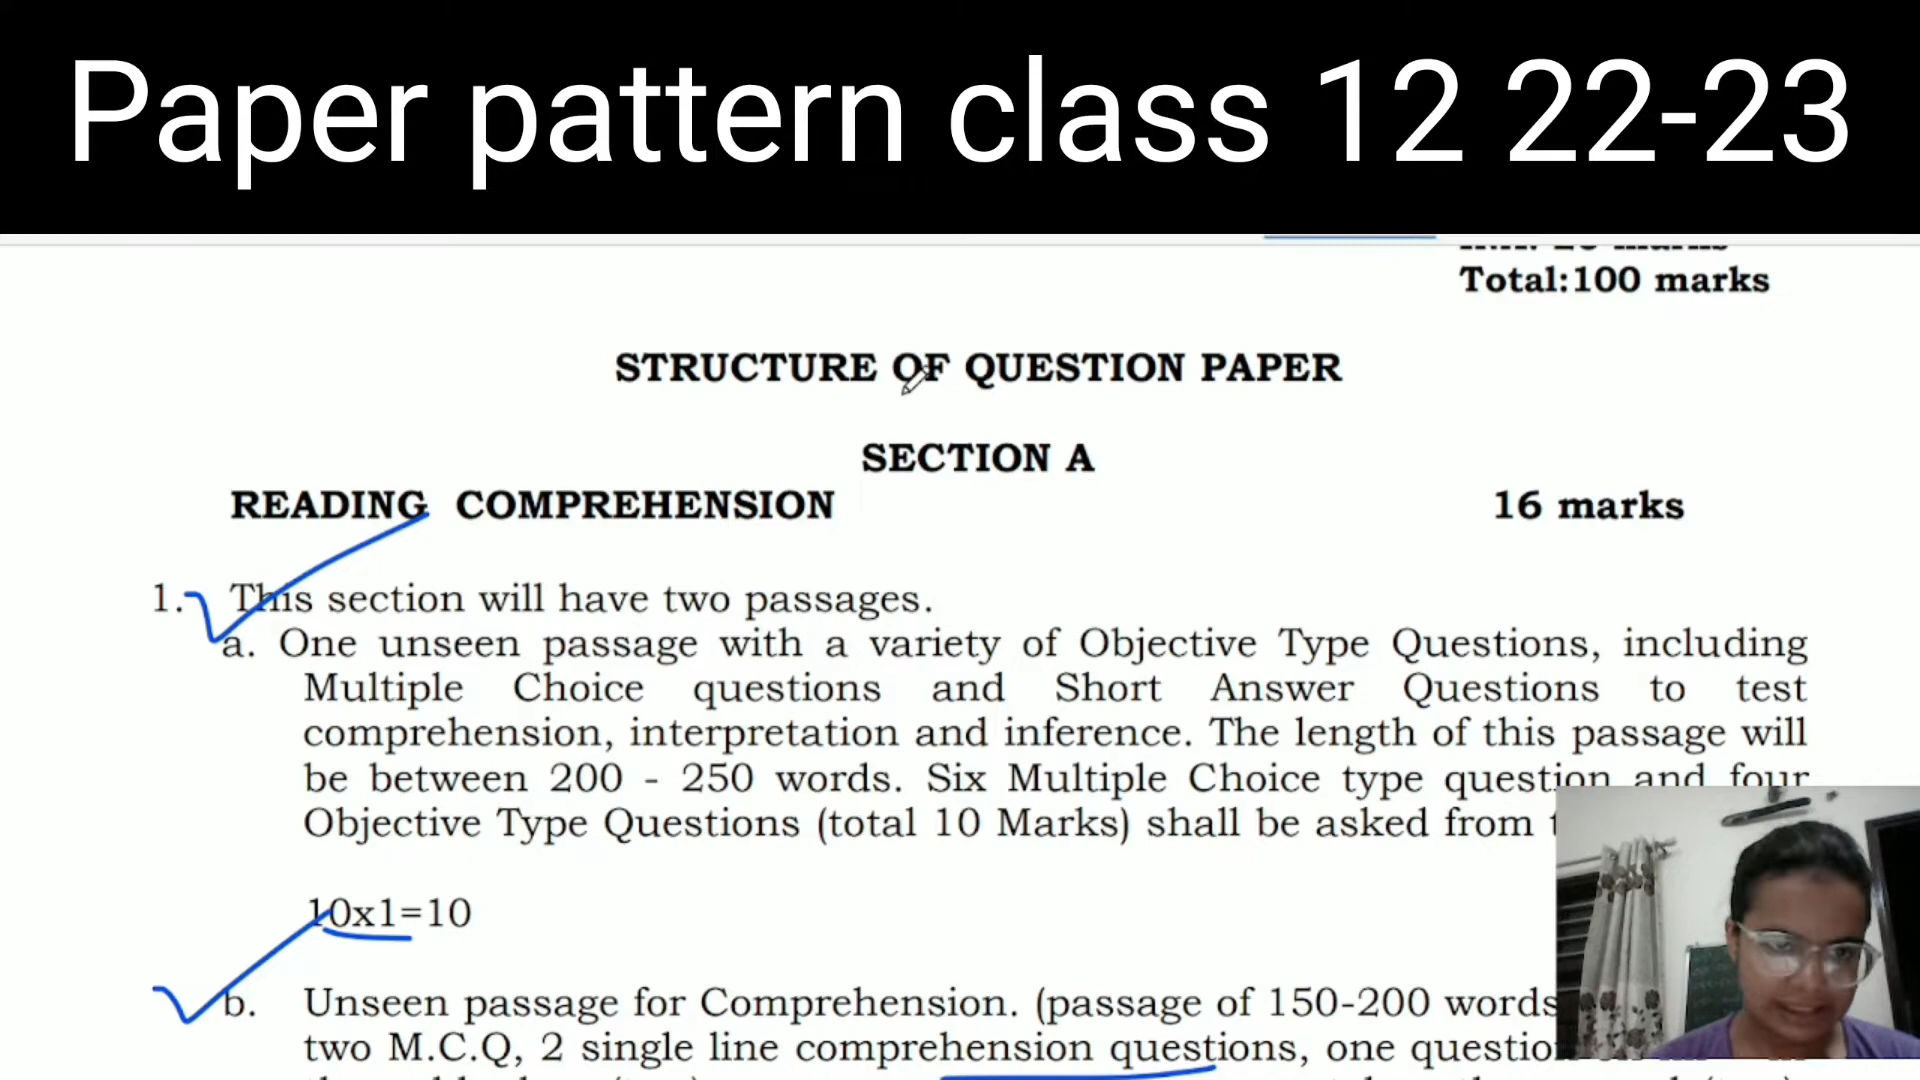 Paper pattern class 12 22-23
Total:100 marks
STRUCTURE OF QUESTION PAPER
SECTION A
READING COMPREHENSION 16 marks
1. This section will have two passages.
a. One unseen passage with a variety of Objective Type Questions, including
Multiple Choice questions and Short Answer Questions to test
comprehension, interpretation and inference. The length of this passage will
be between 200 - 250 words. Six Multiple Choice type question and four
Objective Type Questions (total 10 Marks) shall be asked from
10x1=10
b. Unseen passage for Comprehension. (passage of 150-200 words
two M.C.Q, 2 single line comprehension questions, one